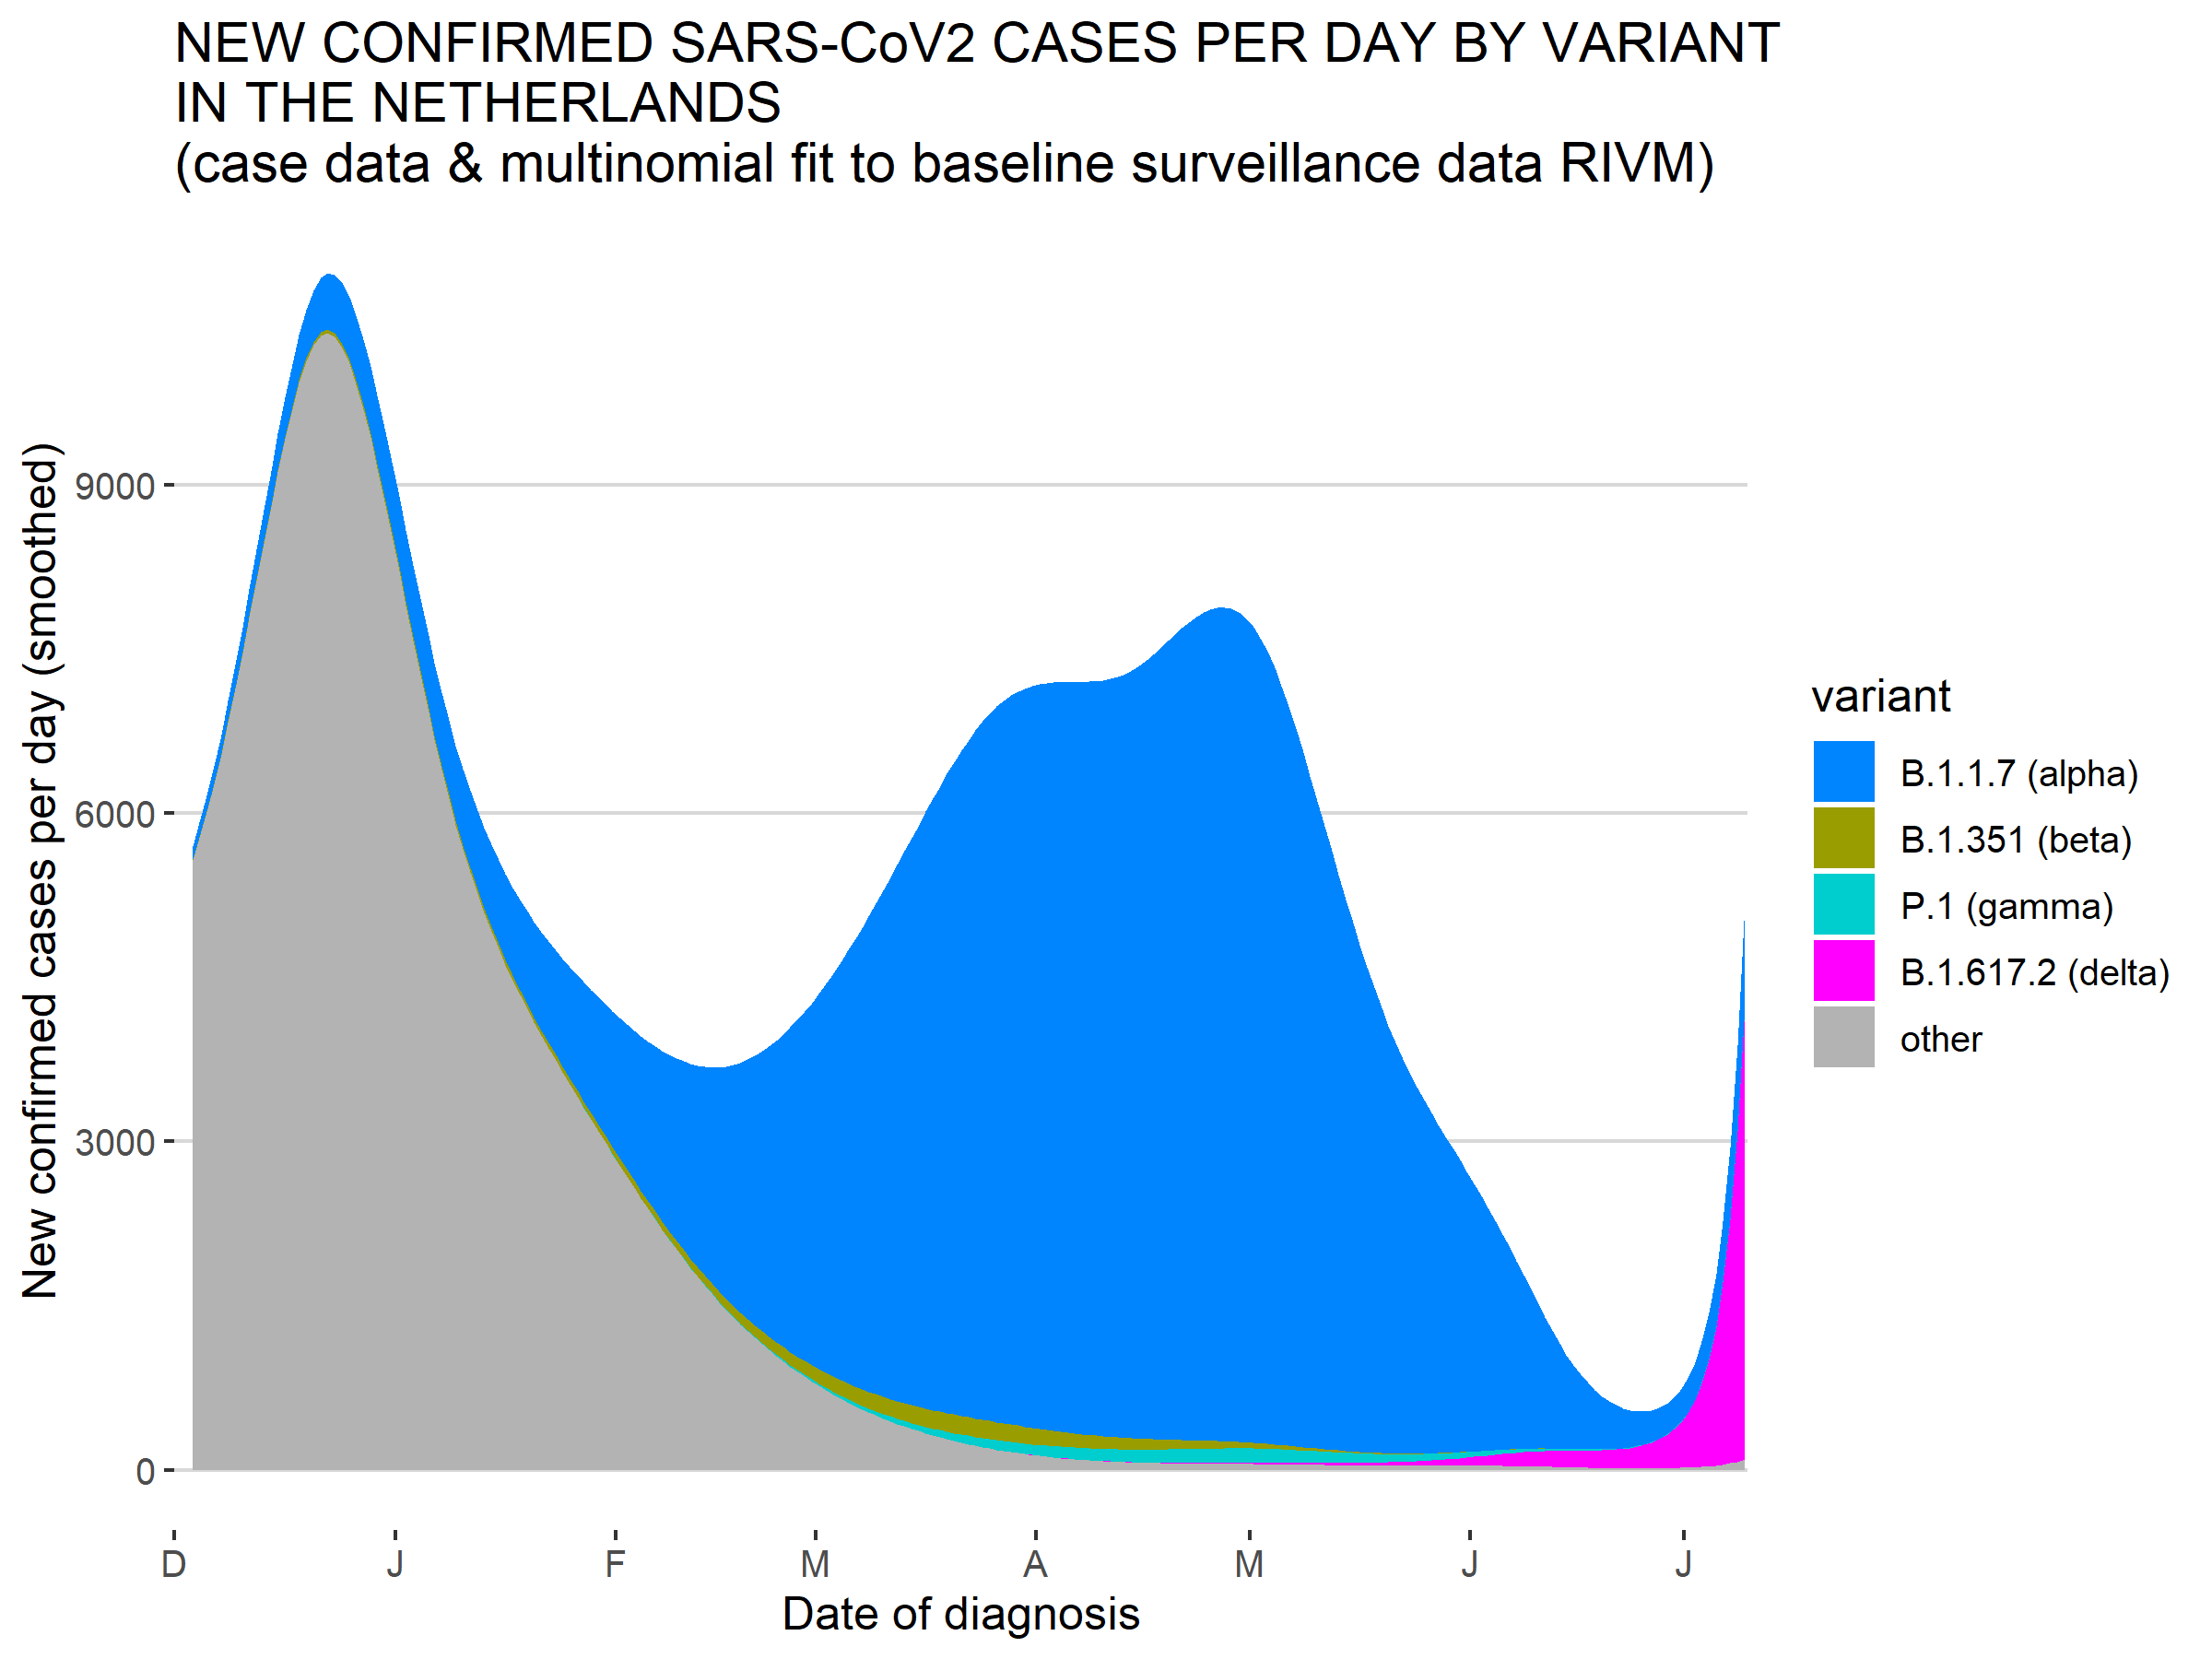 NEW CONFIRMED SARS-CoV2 CASES PER DAY BY VARIANT
IN THE NETHERLANDS
(case data & multinomial fit to baseline surveillance data RIVM)
New confirmed cases per day (smoothed)
9000
6000
3000
0
D J F M A M J J
Date of diagnosis
variant
B.1.1.7 (alpha)
B.1.351 (beta)
P.1 (gamma)
B.1.617.2 (delta)
other